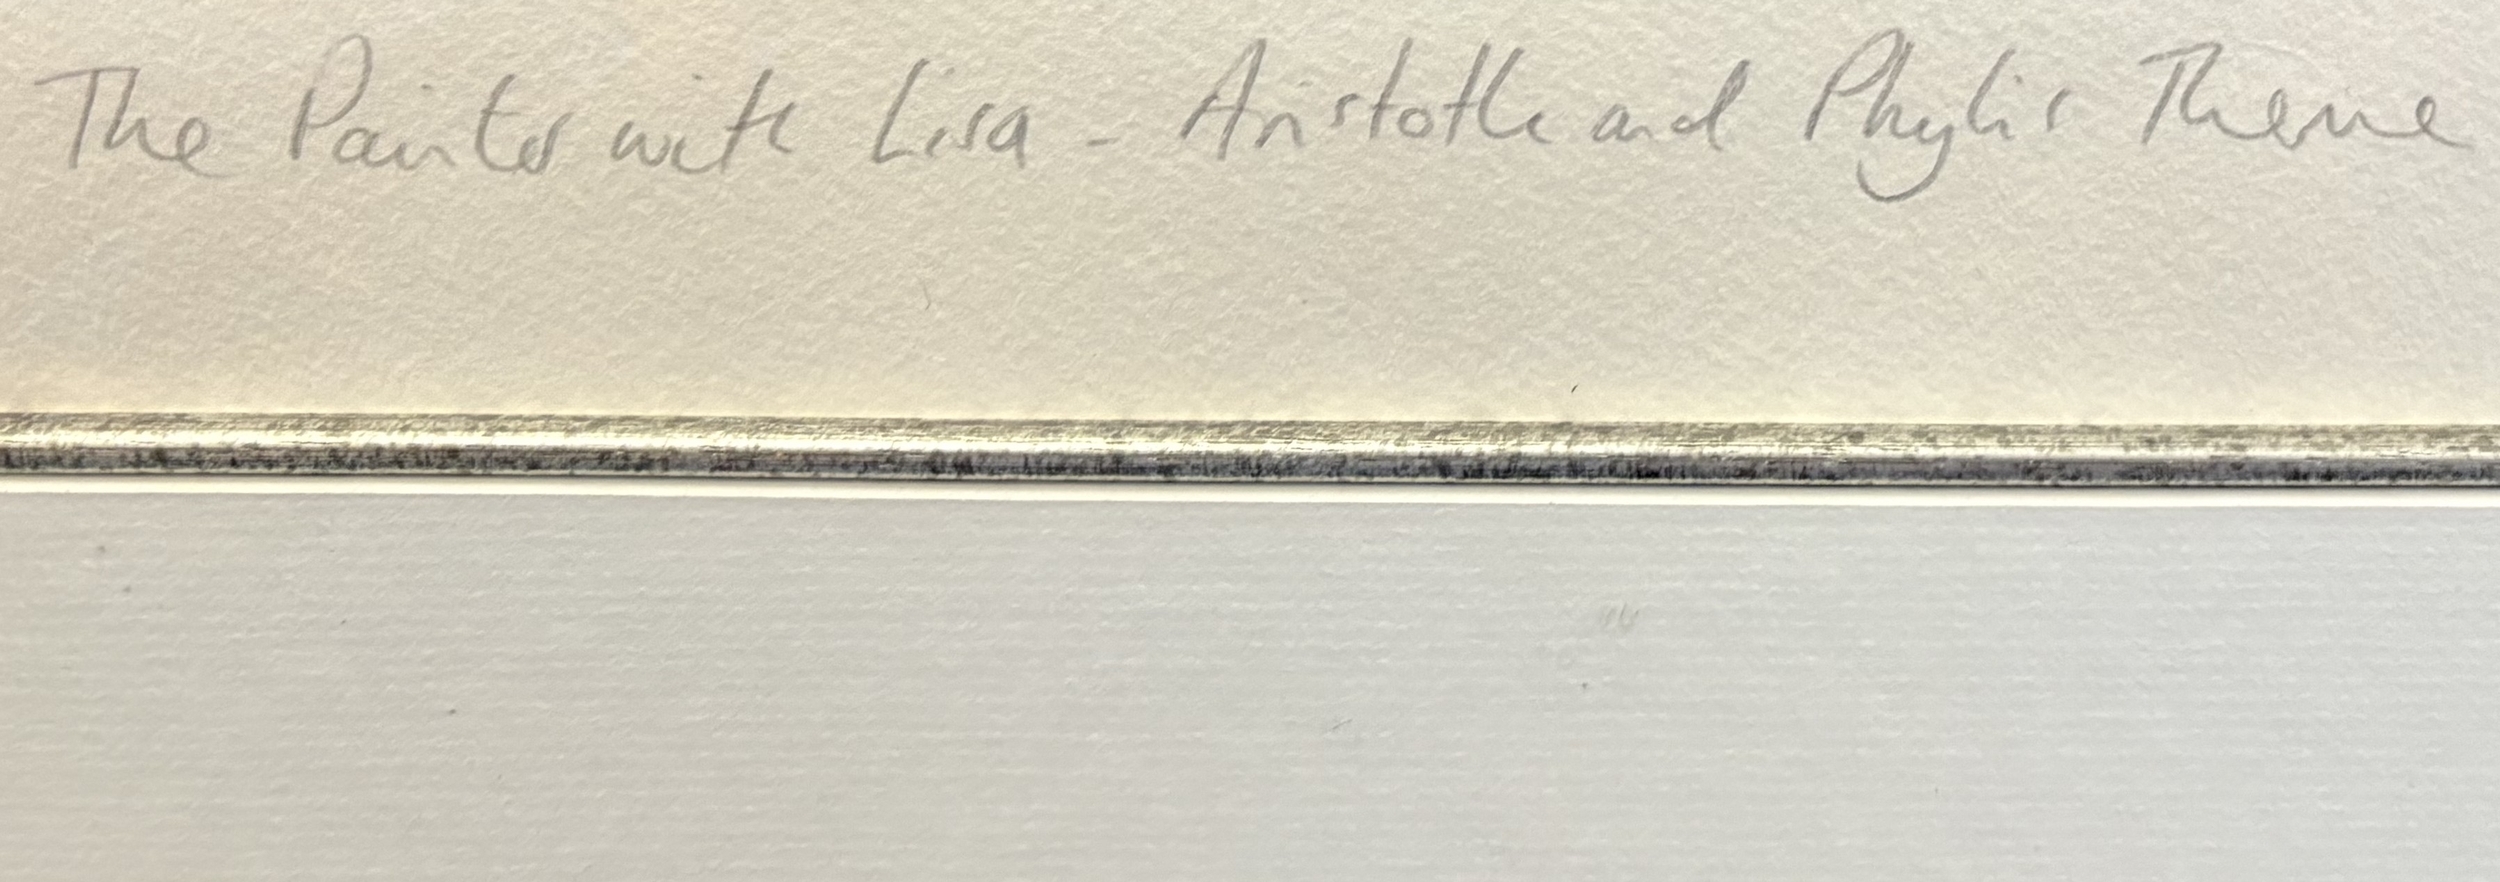 The Painter with Lisa - Aristotle and Phylis Theme